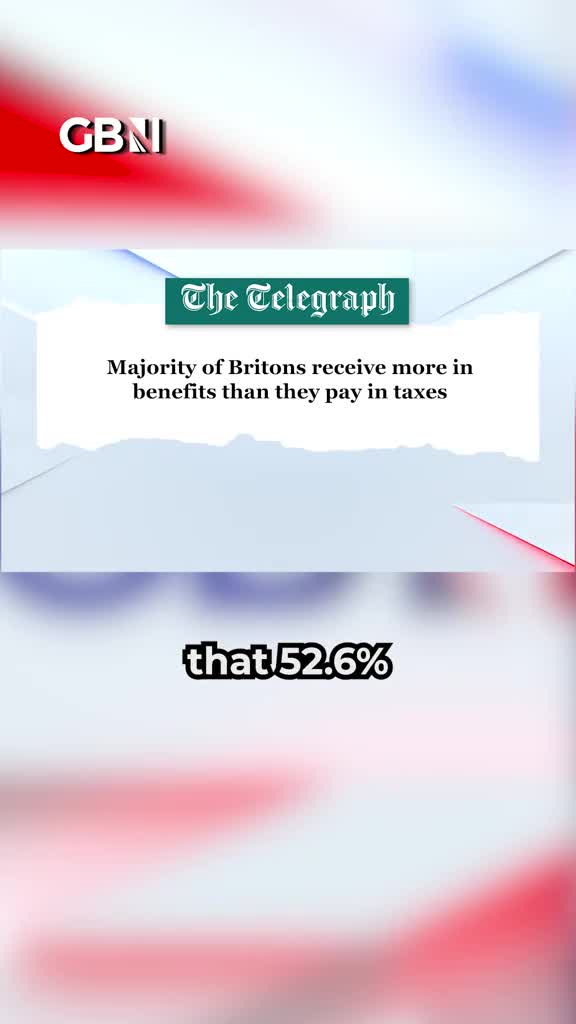 GBN
The Telegraph
Majority of Britons receive more in
benefits than they pay in taxes
that 52.6%